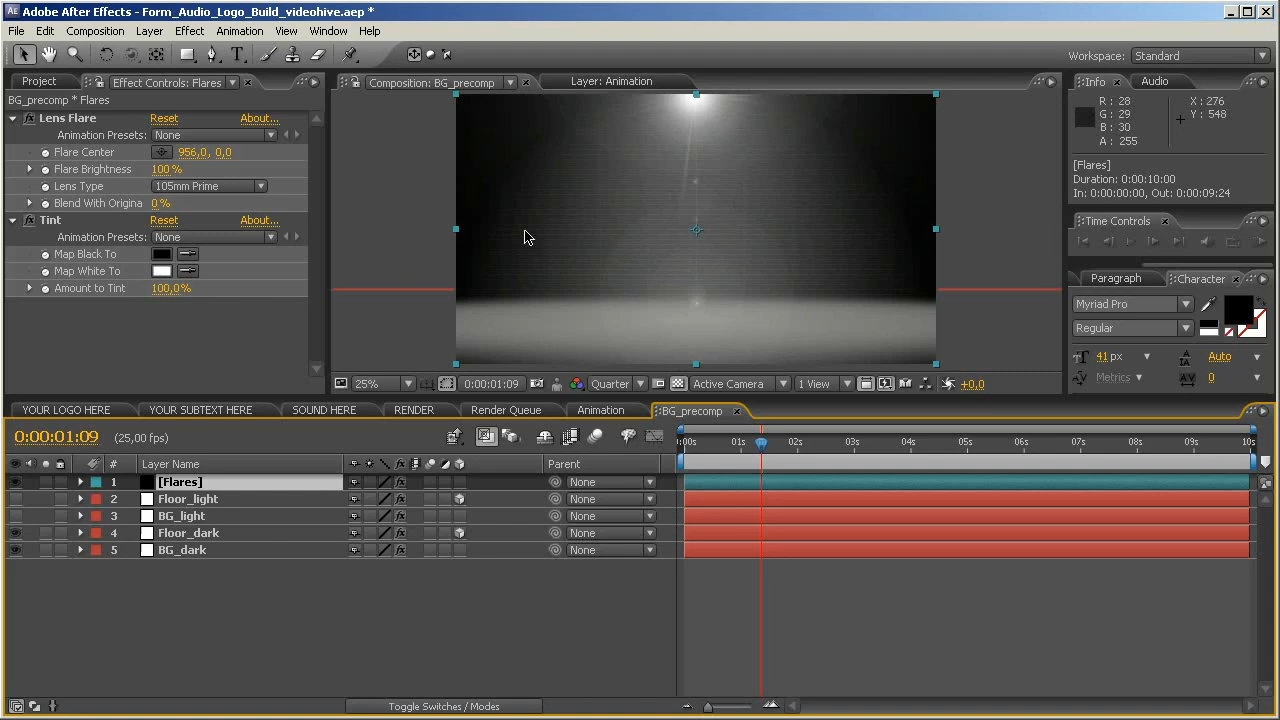 Adobe After Effects - Form_Audio_Logo_Build_videohive.aep *
File Edit Composition Layer Effect Animation View Window Help
Workspace: Standard
Project Effect Controls: Flares Composition: BG_precomp Layer: Animation Info Audio
BG_precomp * Flares
Lens Flare Reset About...
Animation Presets: None
Flare Center 956,0, 0,0
Flare Brightness 100 %
Lens Type 105mm Prime
Blend With Origina 0 %
Tint Reset About...
Animation Presets: None
Map Black To
Map White To
Amount to Tint 100,0%
R : 28 X : 276
G : 29 Y : 548
B : 30
A : 255
[Flares]
Duration: 0:00:10:00
In: 0:00:00:00, Out: 0:00:09:24
Time Controls
Paragraph Character
Myriad Pro
Regular
41 px Auto
Metrics 0
25% 0:00:01:09 Quarter Active Camera 1 View +0,0
YOUR LOGO HERE YOUR SUBTEXT HERE SOUND HERE RENDER Render Queue Animation BG_precomp
0:00:01:09 (25,00 fps)
:00s 01s 02s 03s 04s 05s 06s 07s 08s 09s 10s
# Layer Name Parent
1 [Flares] None
2 Floor_light None
3 BG_light None
4 Floor_dark None
5 BG_dark None
Toggle Switches / Modes